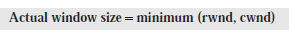 Actual window size = minimum (rwnd, cwnd)